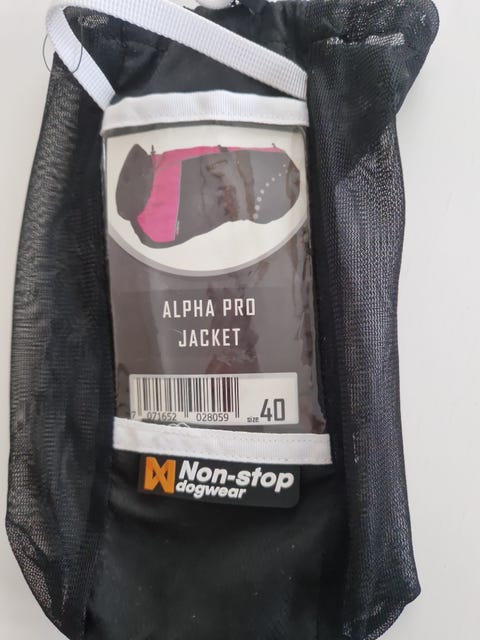 ALPHA PRO
JACKET
7 071652 028059
SIZE 40
Non-stop
dogwear